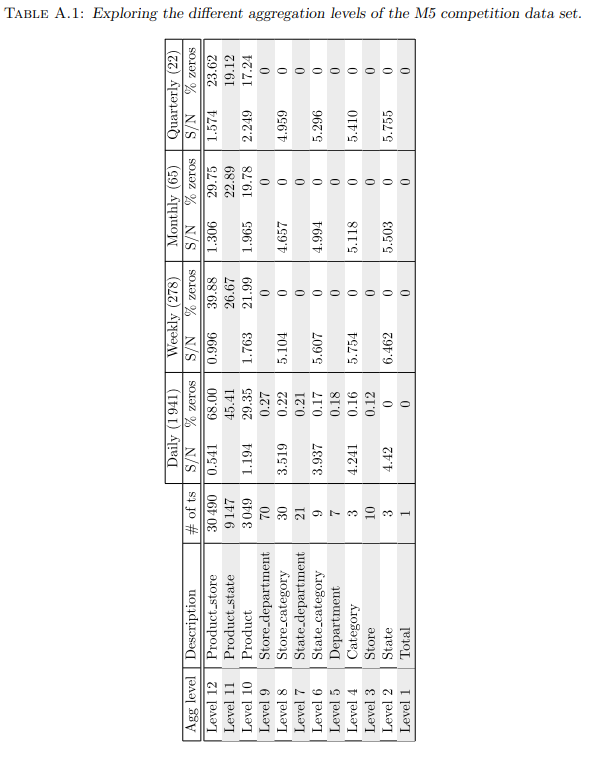 TABLE A.1: Exploring the different aggregation levels of the M5 competition data set.
Daily (1 941) Weekly (278) Monthly (65) Quarterly (22)
Agg level Description # of ts S/N % zeros S/N % zeros S/N % zeros S/N % zeros
Level 12 Product_store 30 490 0.541 68.00 0.996 39.88 1.306 29.75 1.574 23.62
Level 11 Product_state 9 147 45.41 26.67 22.89 19.12
Level 10 Product 3 049 1.194 29.35 1.763 21.99 1.965 19.78 2.249 17.24
Level 9 Store_department 70 0.27 0 0 0
Level 8 Store_category 30 3.519 0.22 5.104 0 4.657 0 4.959 0
Level 7 State_department 21 0.21 0 0 0
Level 6 State_category 9 3.937 0.17 5.607 0 4.994 0 5.296 0
Level 5 Department 7 0.18 0 0 0
Level 4 Category 3 4.241 0.16 5.754 0 5.118 0 5.410 0
Level 3 Store 10 0.12 0 0 0
Level 2 State 3 4.42 0 6.462 0 5.503 0 5.755 0
Level 1 Total 1 0 0 0 0